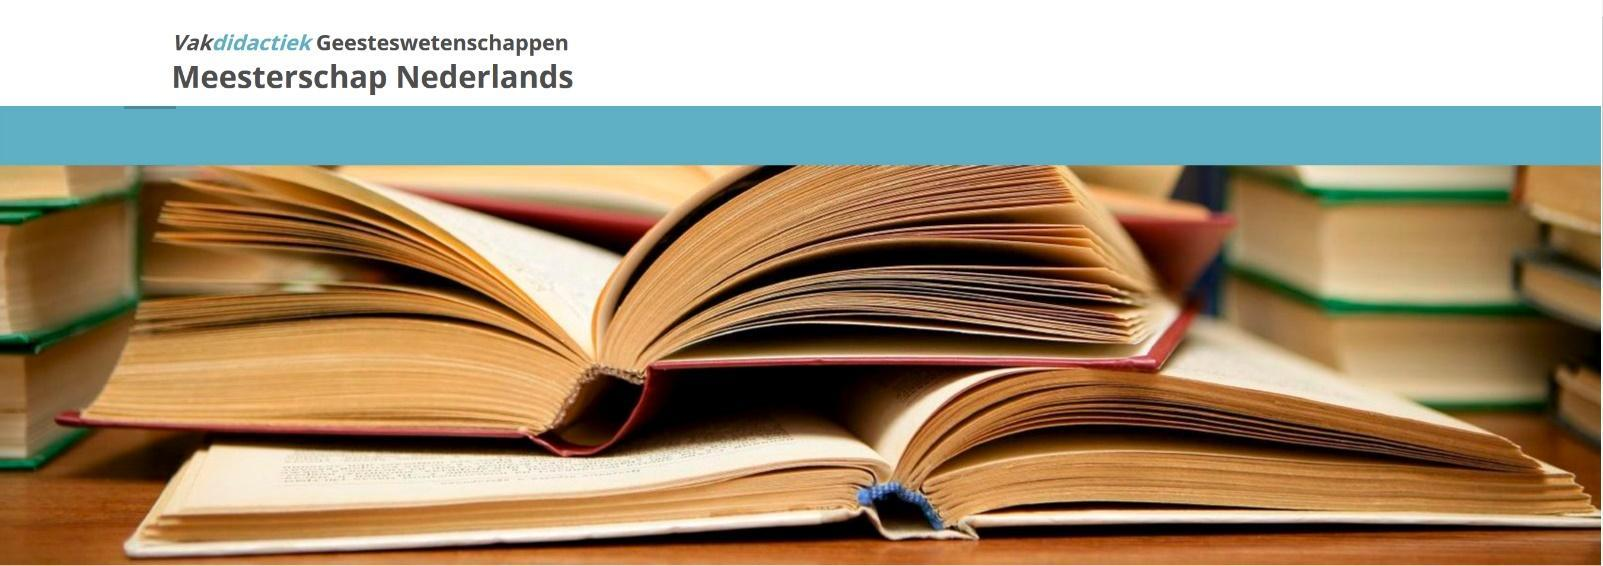 Vakdidactiek Geesteswetenschappen
Meesterschap Nederlands